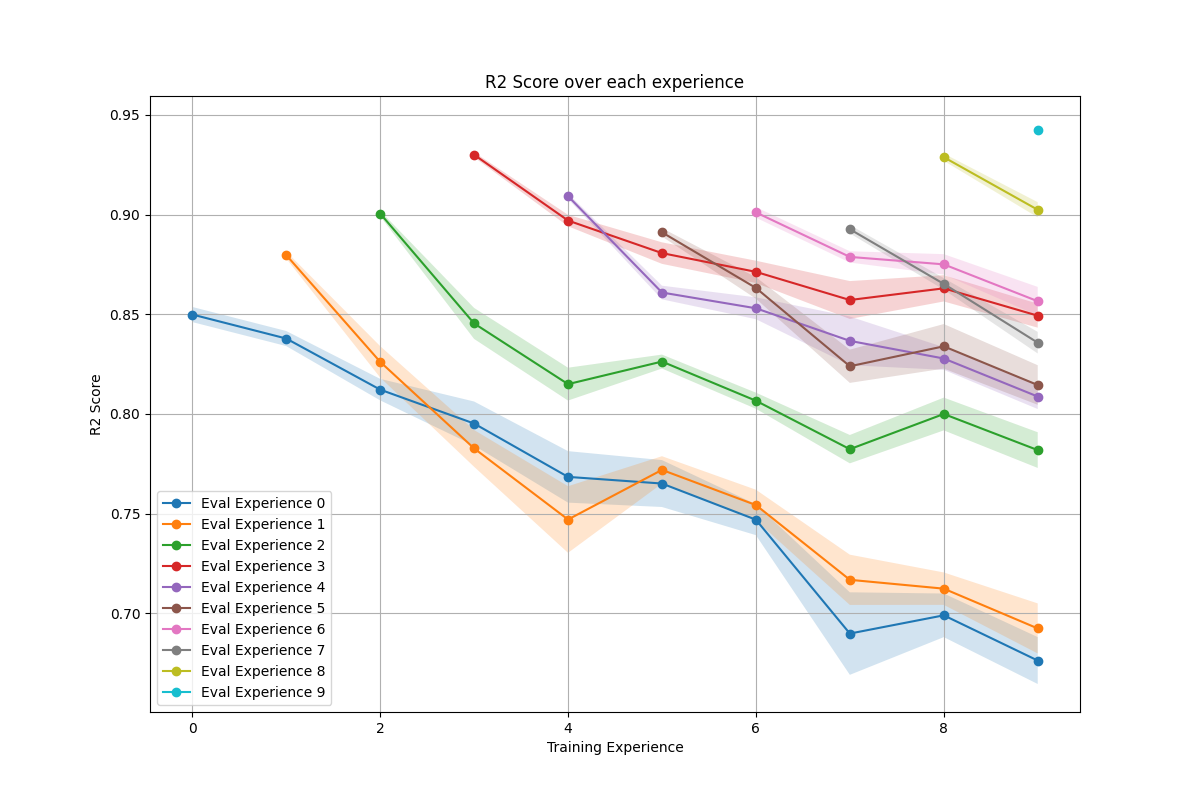 R2 Score over each experience
0.95
0.90
0.85
0.80
0.75
0.70
R2 Score
Eval Experience 0
Eval Experience 1
Eval Experience 2
Eval Experience 3
Eval Experience 4
Eval Experience 5
Eval Experience 6
Eval Experience 7
Eval Experience 8
Eval Experience 9
0 2 4 6 8
Training Experience